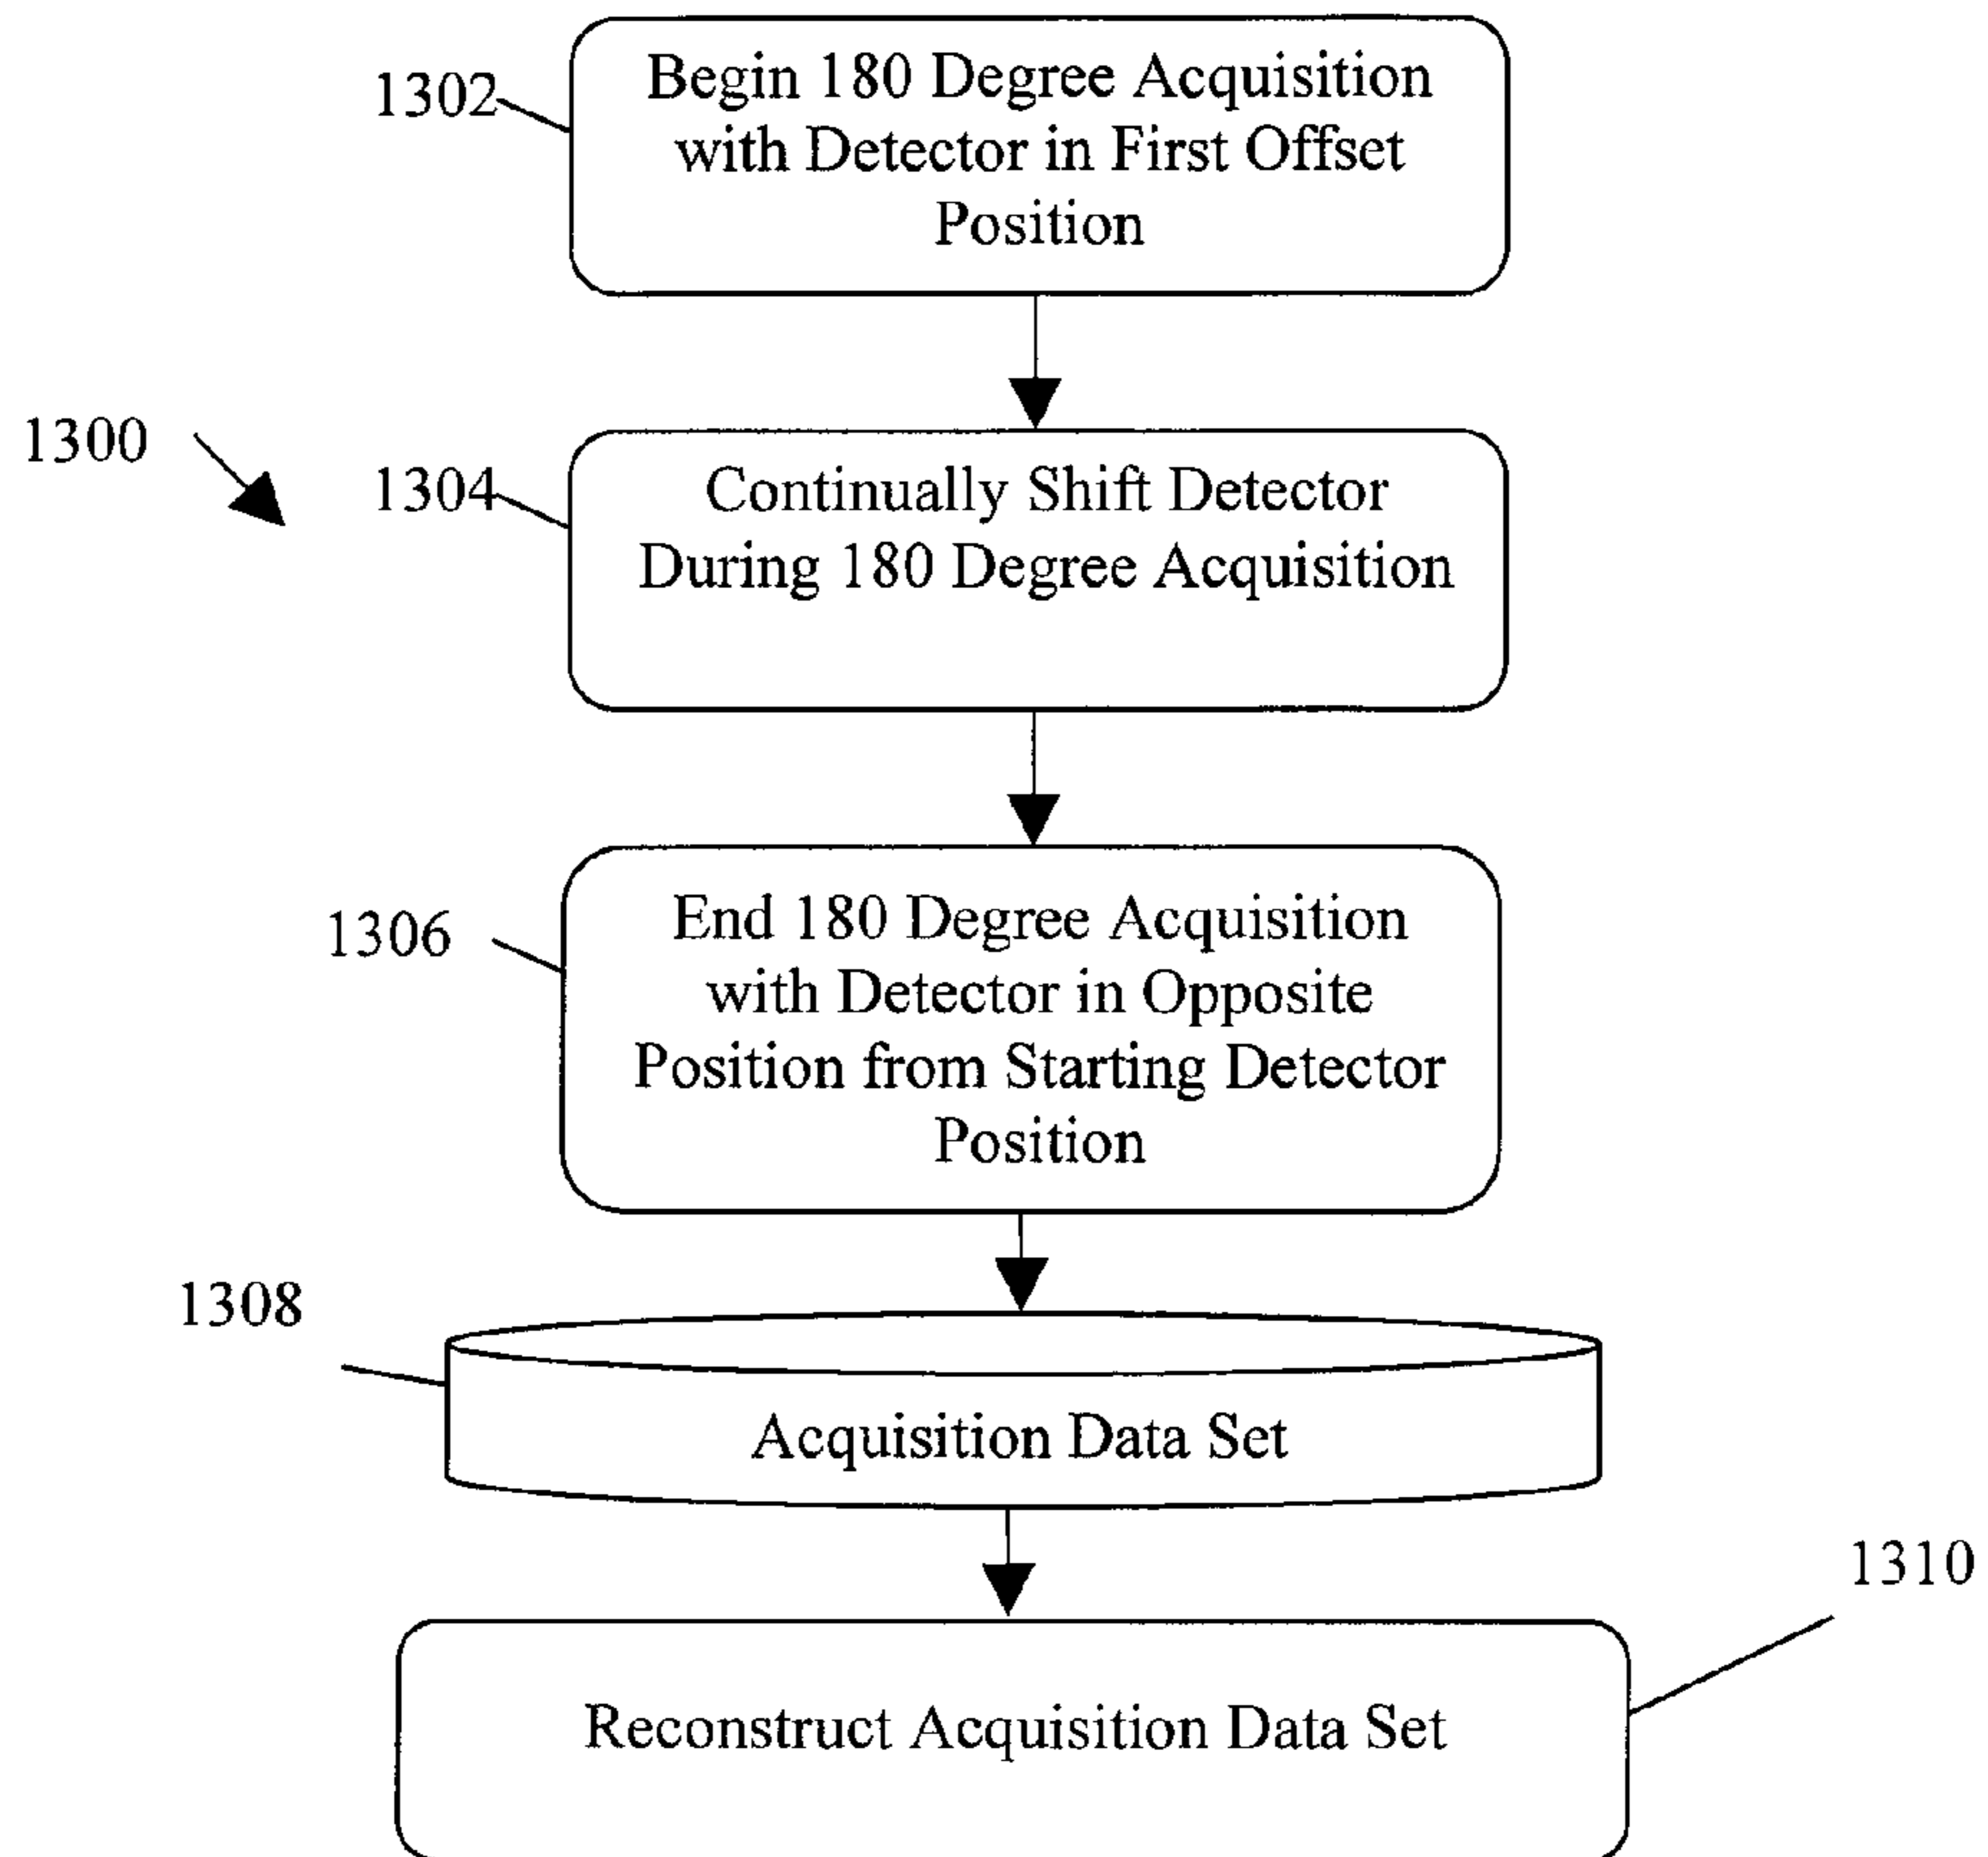 1302
Begin 180 Degree Acquisition
with Detector in First Offset
Position
1300
1304
Continually Shift Detector
During 180 Degree Acquisition
1306
End 180 Degree Acquisition
with Detector in Opposite
Position from Starting Detector
Position
1308
Acquisition Data Set
1310
Reconstruct Acquisition Data Set